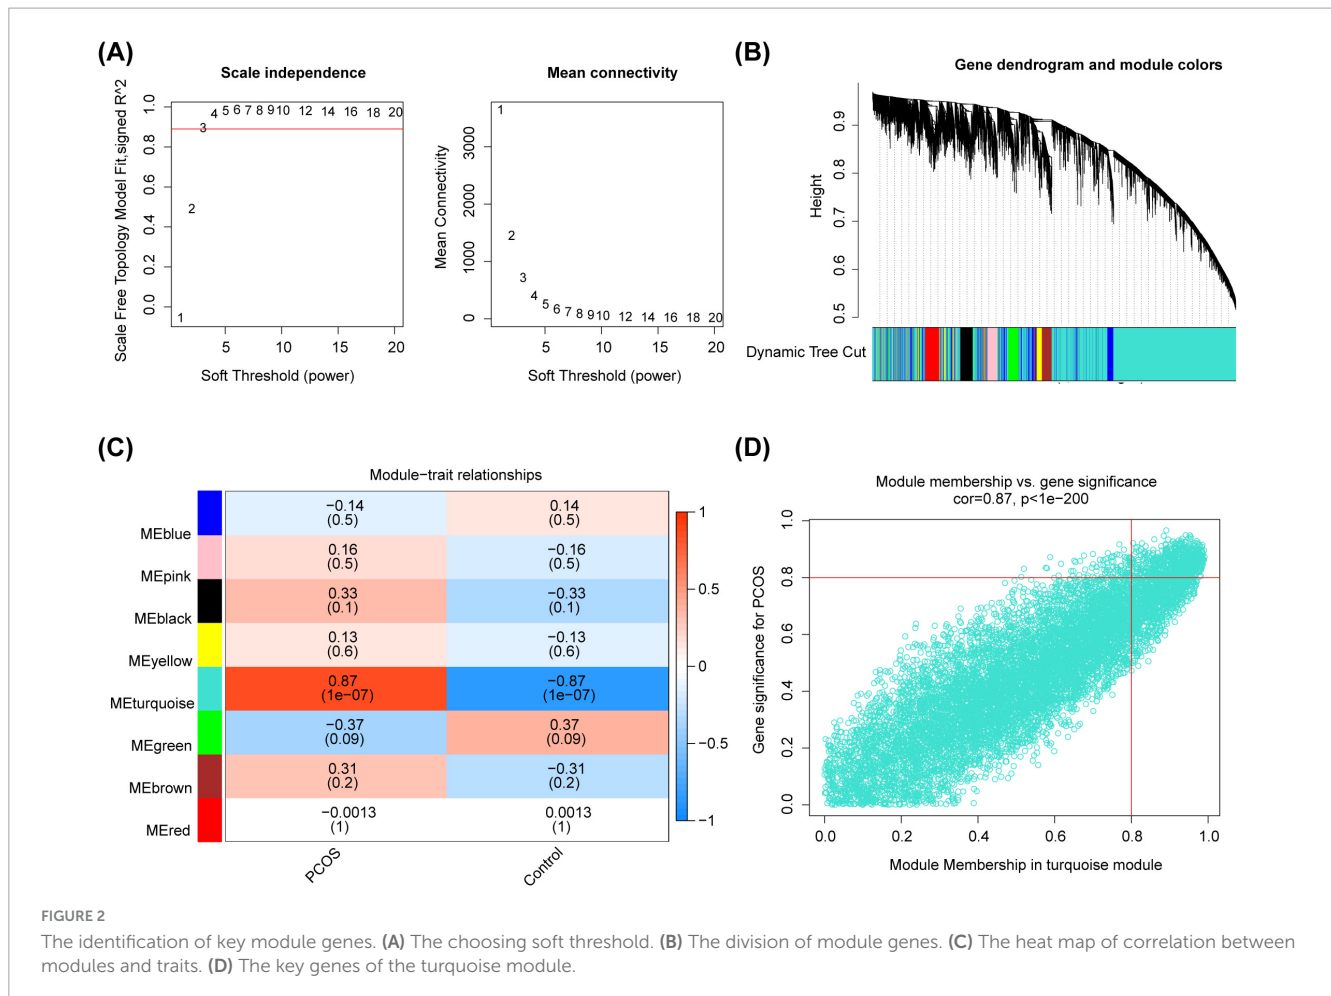 (A)
Scale independence
Scale Free Topology Model Fit,signed R^2
1.0
0.8
0.6
0.4
0.2
0.0
1
2
3
4 5 6 7 8 9 10 12 14 16 18 20
5 10 15 20
Soft Threshold (power)
Mean connectivity
Mean Connectivity
3000
2000
1000
0
1
2
3
4
5 6 7 8 9 10 12 14 16 18 20
5 10 15 20
Soft Threshold (power)
(B)
Gene dendrogram and module colors
Height
0.9
0.8
0.7
0.6
0.5
Dynamic Tree Cut
(C)
Module−trait relationships
MEblue
−0.14
(0.5)
0.14
(0.5)
MEpink
0.16
(0.5)
−0.16
(0.5)
MEblack
0.33
(0.1)
−0.33
(0.1)
MEyellow
0.13
(0.6)
−0.13
(0.6)
MEturquoise
0.87
(1e−07)
−0.87
(1e−07)
MEgreen
−0.37
(0.09)
0.37
(0.09)
MEbrown
0.31
(0.2)
−0.31
(0.2)
MEred
−0.0013
(1)
0.0013
(1)
PCOS
Control
1
0.5
0
−0.5
−1
(D)
Module membership vs. gene significance
cor=0.87, p<1e−200
Gene significance for PCOS
1.0
0.8
0.6
0.4
0.2
0.0
0.0 0.2 0.4 0.6 0.8 1.0
Module Membership in turquoise module
FIGURE 2
The identification of key module genes. (A) The choosing soft threshold. (B) The division of module genes. (C) The heat map of correlation between
modules and traits. (D) The key genes of the turquoise module.